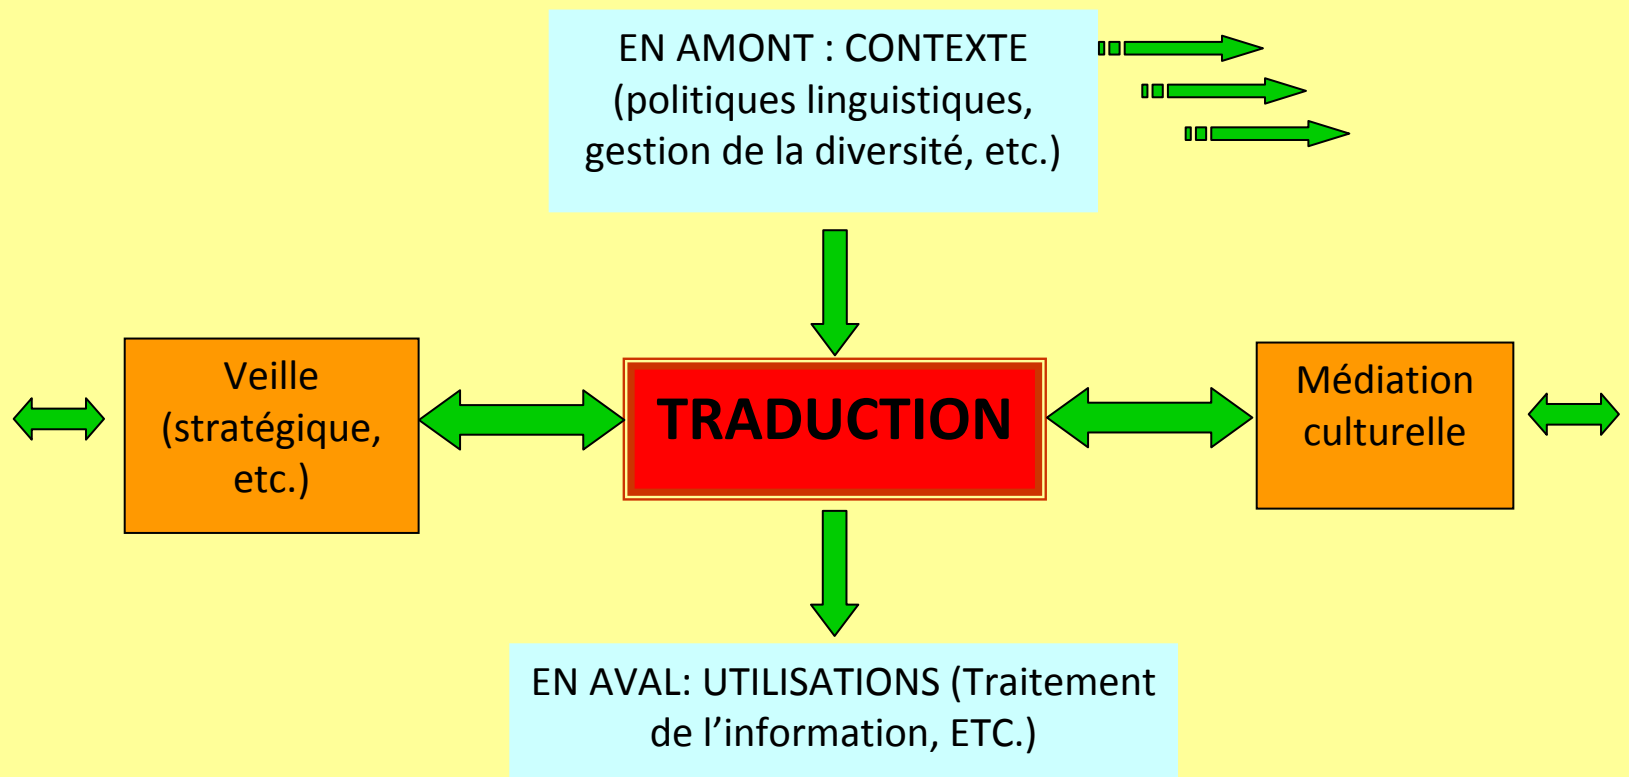 EN AMONT : CONTEXTE
(politiques linguistiques,
gestion de la diversité, etc.)
Veille
(stratégique,
etc.)
TRADUCTION
Médiation
culturelle
EN AVAL: UTILISATIONS (Traitement
de l’information, ETC.)